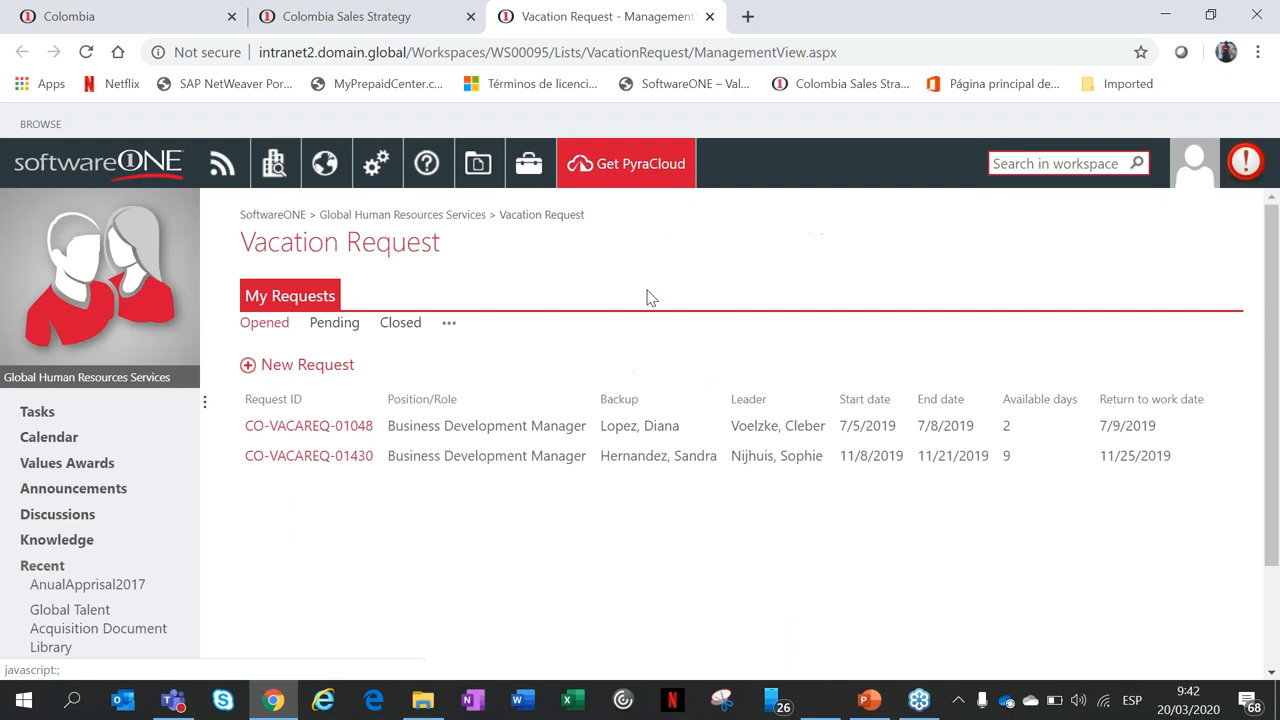 Colombia
Colombia Sales Strategy
Vacation Request - Management
Not secure
intranet2.domain.global/Workspaces/WS00095/Lists/VacationRequest/ManagementView.aspx
Apps
Netflix
SAP NetWeaver Por...
MyPrepaidCenter.c...
Términos de licenci...
SoftwareONE – Val...
Colombia Sales Stra...
Página principal de...
Imported
BROWSE
softwareONE
Get PyraCloud
Search in workspace
SoftwareONE > Global Human Resources Services > Vacation Request
Vacation Request
My Requests
Opened Pending Closed ...
New Request
Request ID Position/Role Backup Leader Start date End date Available days Return to work date
CO-VACAREQ-01048 Business Development Manager Lopez, Diana Voelzke, Cleber 7/5/2019 7/8/2019 2 7/9/2019
CO-VACAREQ-01430 Business Development Manager Hernandez, Sandra Nijhuis, Sophie 11/8/2019 11/21/2019 9 11/25/2019
Global Human Resources Services
Tasks
Calendar
Values Awards
Announcements
Discussions
Knowledge
Recent
AnualApprisal2017
Global Talent
Acquisition Document
Library
javascript:;
26
ESP
9:42
20/03/2020
68